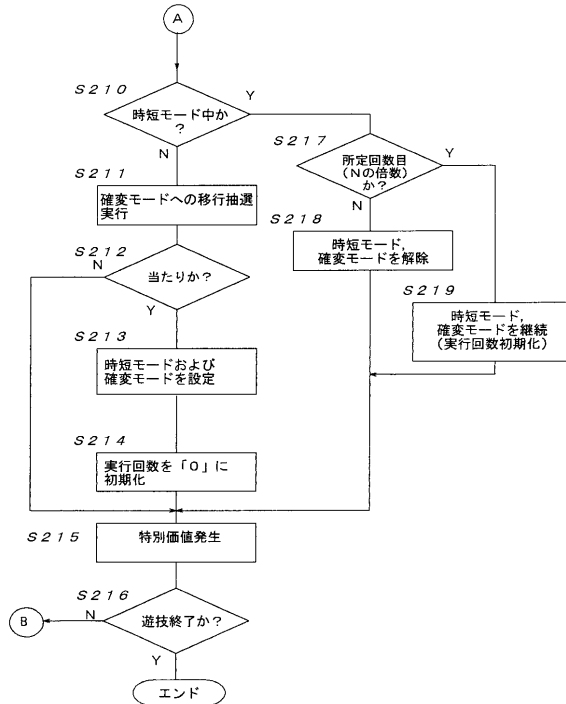 A
S210
時短モード中か
?
Y
N
S217
所定回数目
(Nの倍数)
か?
Y
N
S211
確変モードへの移行抽選
実行
S218
時短モード,
確変モードを解除
S212
N
当たりか?
Y
S219
時短モード,
確変モードを継続
(実行回数初期化)
S213
時短モードおよび
確変モードを設定
S214
実行回数を「0」に
初期化
S215
特別価値発生
S216
B
N
遊技終了か?
Y
エンド